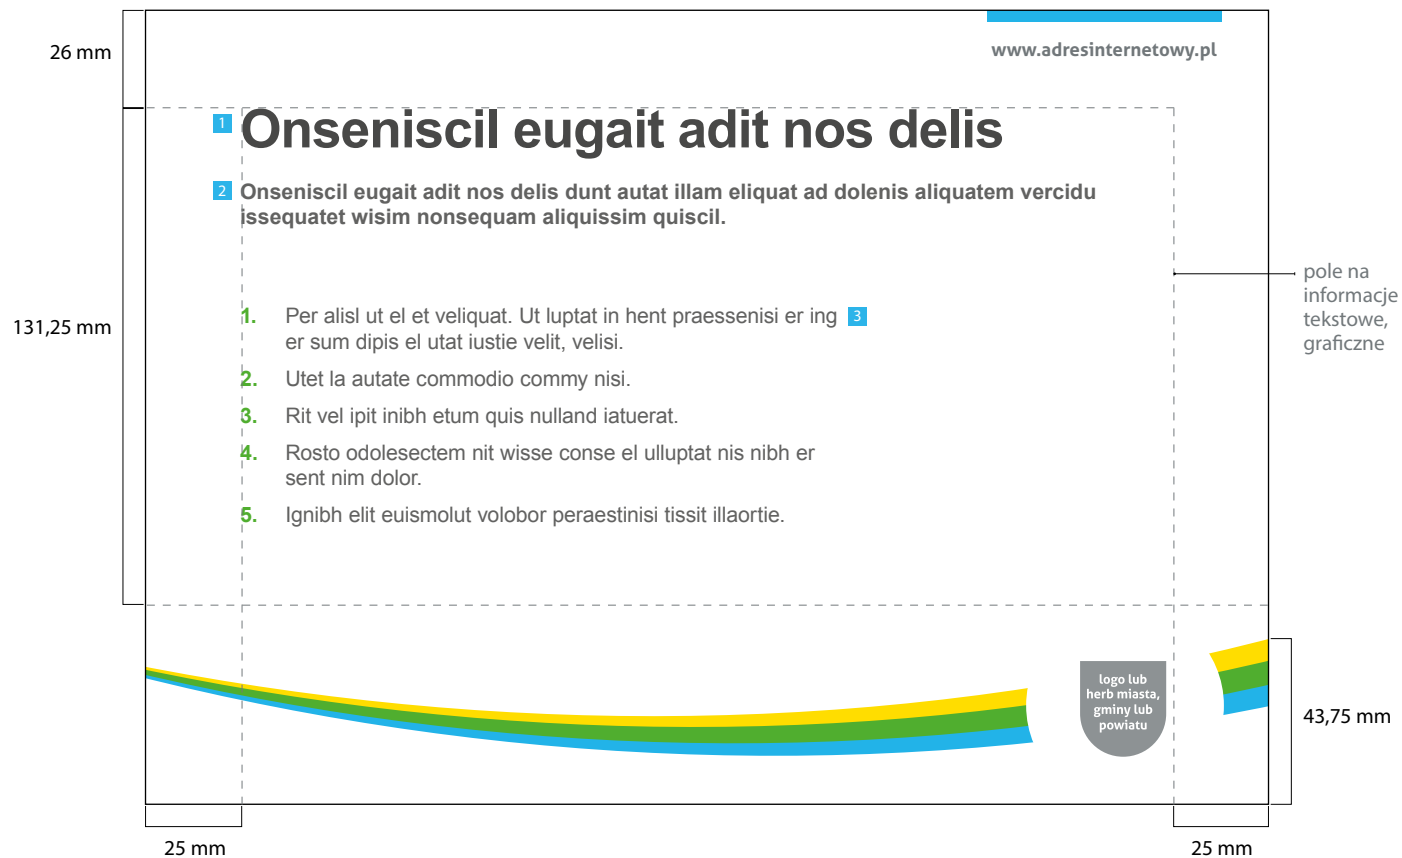 26 mm
www.adresinternetowy.pl
1 Onseniscil eugait adit nos delis
2 Onseniscil eugait adit nos delis dunt autat illam eliquat ad dolenis aliquatem vercidu
issequatet wisim nonsequam aliquissim quiscil.
pole na
informacje
tekstowe,
graficzne
131,25 mm
1. Per alisl ut el et veliquat. Ut luptat in hent praessenisi er ing 3
er sum dipis el utat iustie velit, velisi.
2. Utet la autate commodio commy nisi.
3. Rit vel ipit inibh etum quis nulland iatuerat.
4. Rosto odolesectem nit wisse conse el ulluptat nis nibh er
sent nim dolor.
5. Ignibh elit euismolut volobor peraestinisi tissit illaortie.
logo lub
herb miasta,
gminy lub
powiatu
43,75 mm
25 mm
25 mm